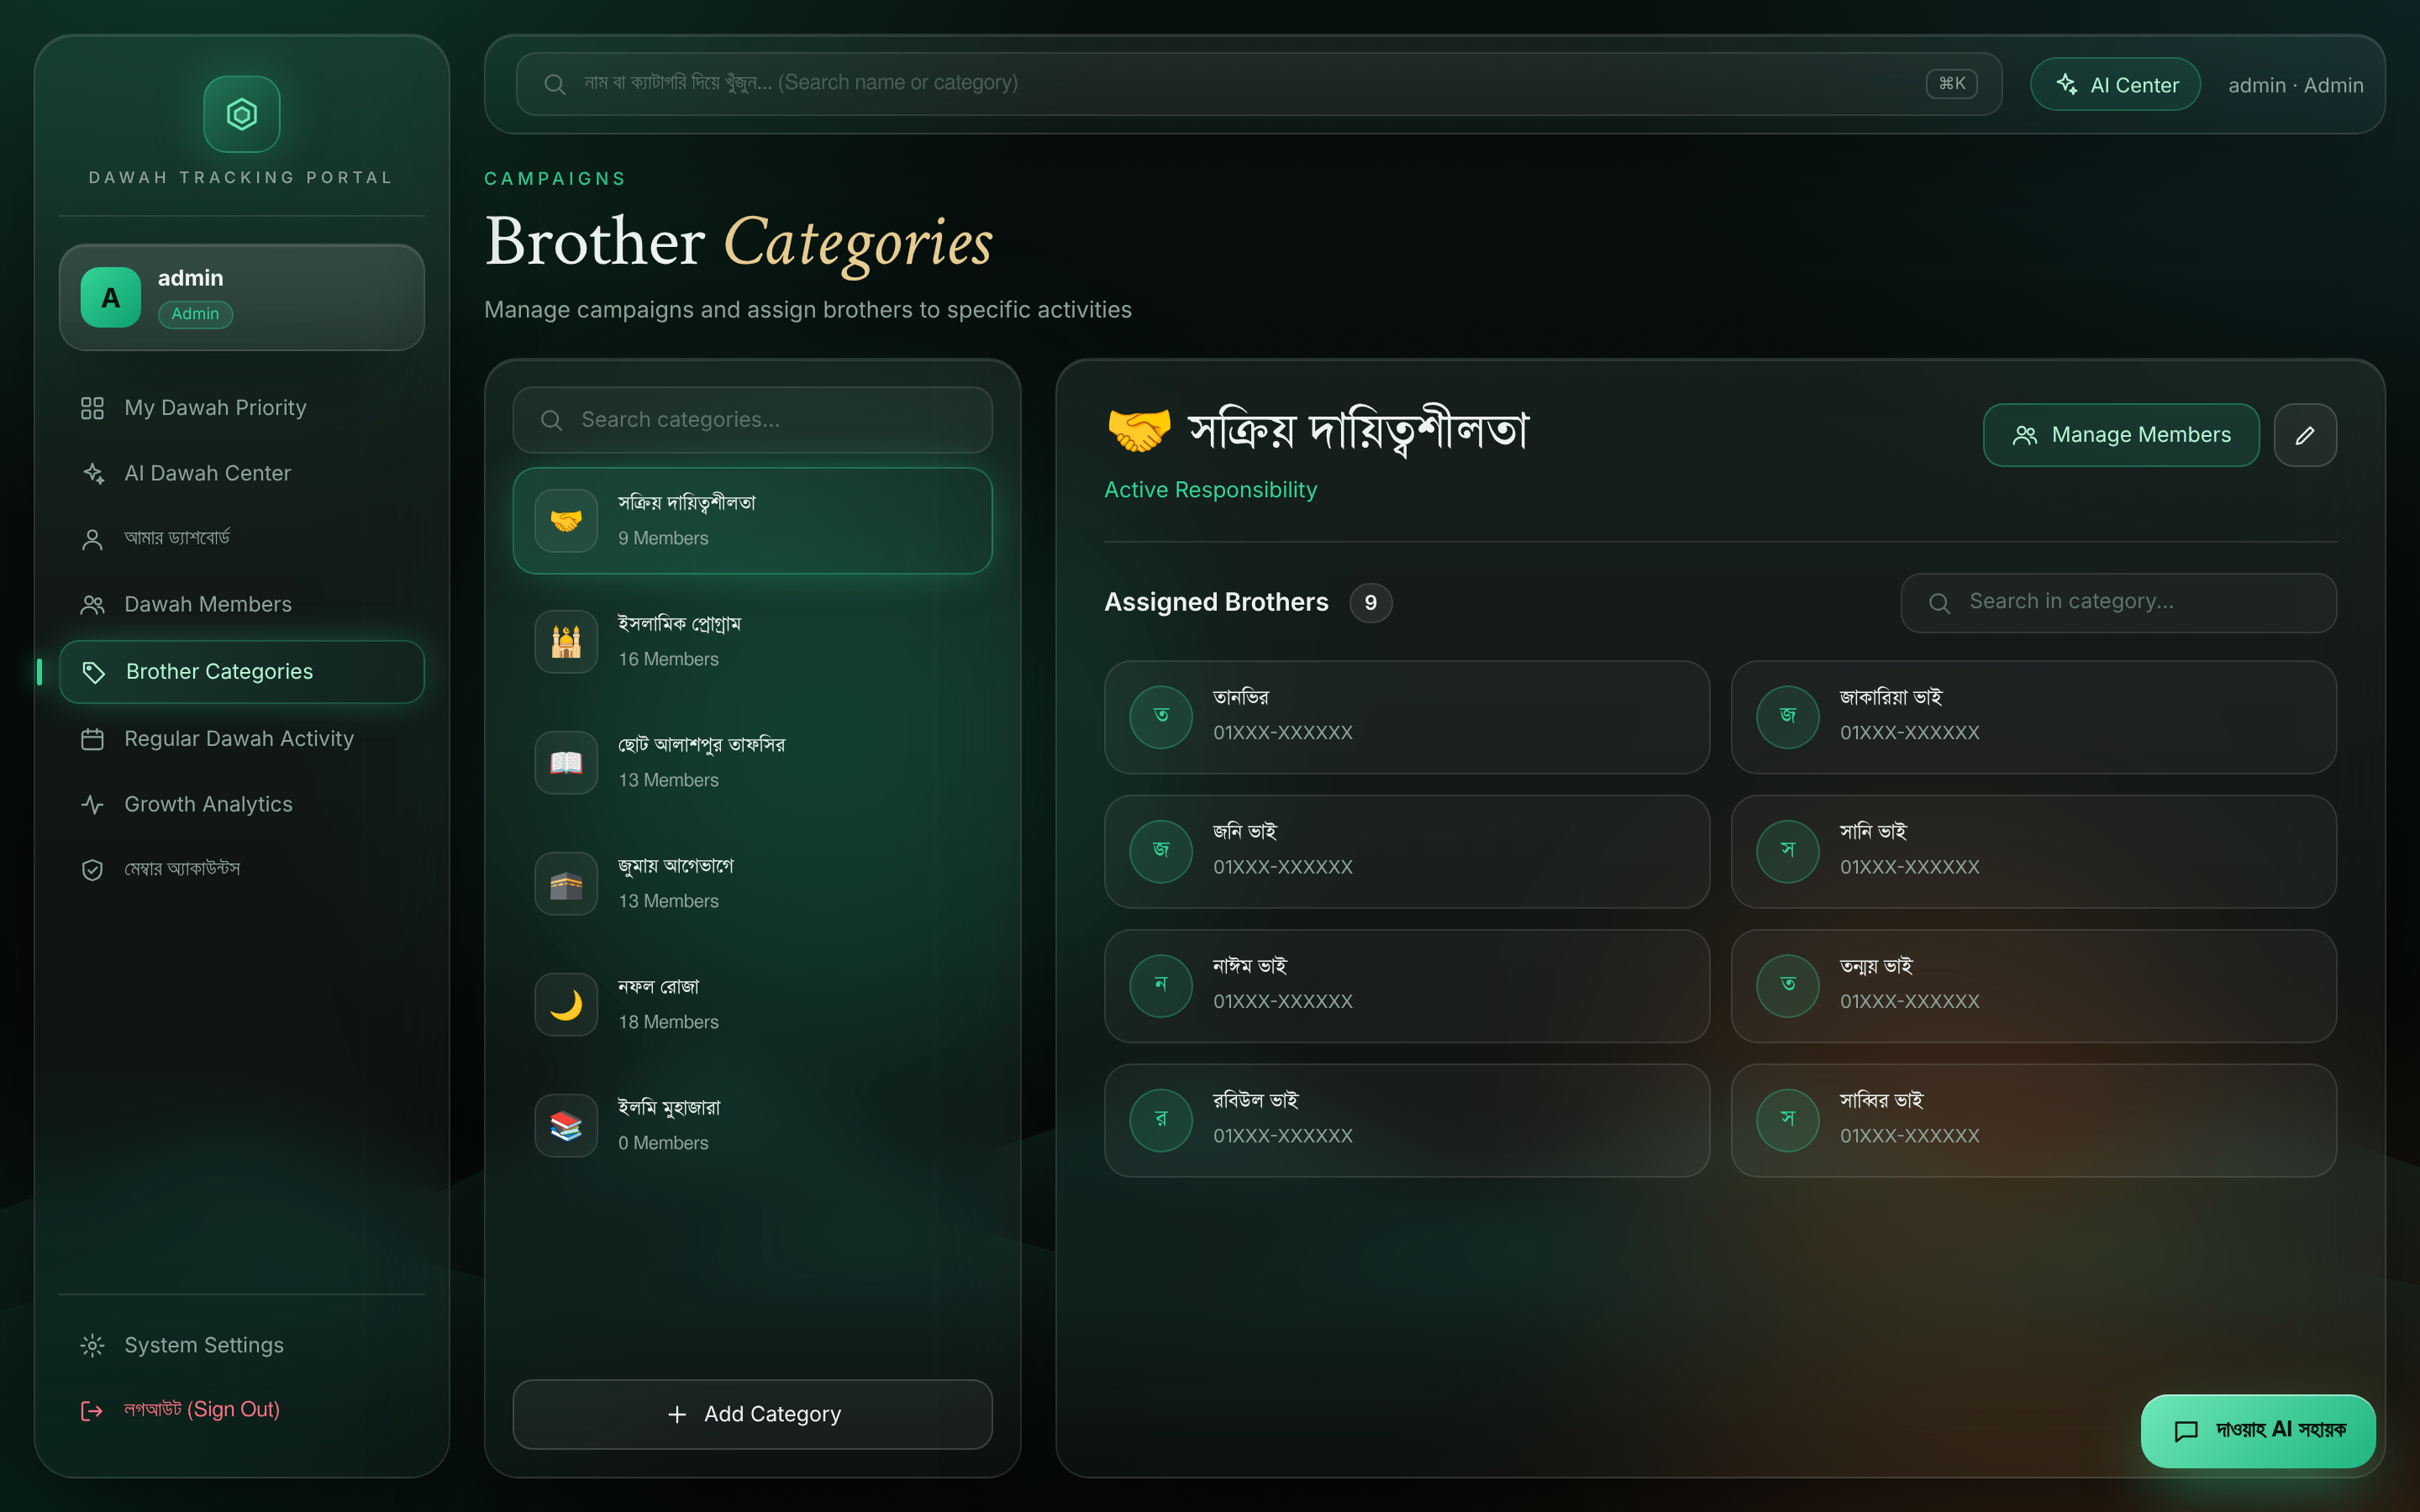 DAWAH TRACKING PORTAL
A
admin
Admin
My Dawah Priority
AI Dawah Center
আমার ড্যাশবোর্ড
Dawah Members
Brother Categories
Regular Dawah Activity
Growth Analytics
মেম্বার অ্যাকাউন্টস
System Settings
লগআউট (Sign Out)
নাম বা ক্যাটাগরি দিয়ে খুঁজুন... (Search name or category)
⌘K
AI Center
admin · Admin
CAMPAIGNS
Brother Categories
Manage campaigns and assign brothers to specific activities
Search categories...
সক্রিয় দায়িত্বশীলতা
9 Members
ইসলামিক প্রোগ্রাম
16 Members
ছোট আলাশপুর তাফসির
13 Members
জুমায় আগেভাগে
13 Members
নফল রোজা
18 Members
ইলমি মুহাজারা
0 Members
Add Category
সক্রিয় দায়িত্বশীলতা
Manage Members
Active Responsibility
Assigned Brothers 9
Search in category...
ত
তানভির
01XXX-XXXXXX
জ
জাকারিয়া ভাই
01XXX-XXXXXX
জ
জনি ভাই
01XXX-XXXXXX
স
সানি ভাই
01XXX-XXXXXX
ন
নাঈম ভাই
01XXX-XXXXXX
ত
তন্ময় ভাই
01XXX-XXXXXX
র
রবিউল ভাই
01XXX-XXXXXX
স
সাব্বির ভাই
01XXX-XXXXXX
দাওয়াহ AI সহায়ক